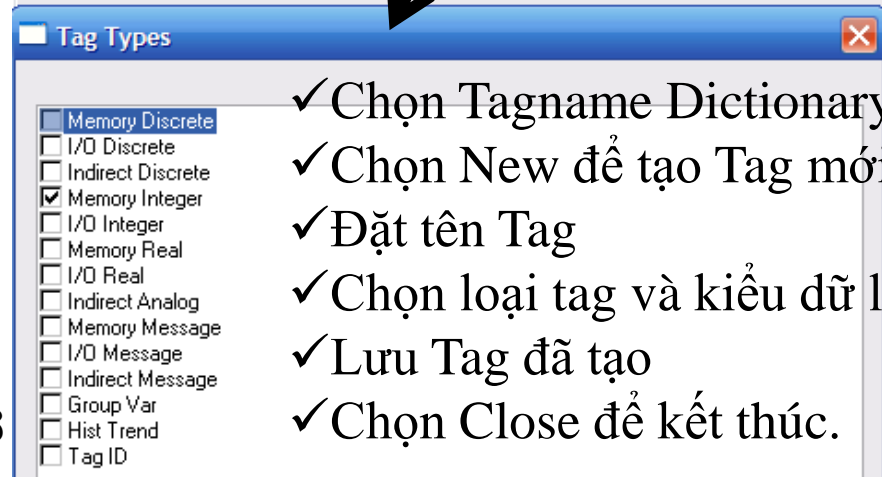 Tag Types
Memory Discrete
I/O Discrete
Indirect Discrete
Memory Integer
I/O Integer
Memory Real
I/O Real
Indirect Analog
Memory Message
I/O Message
Indirect Message
Group Var
Hist Trend
Tag ID
✓Chọn Tagname Dictionary
✓Chọn New để tạo Tag mới
✓Đặt tên Tag
✓Chọn loại tag và kiểu dữ l
✓Lưu Tag đã tạo
✓Chọn Close để kết thúc.